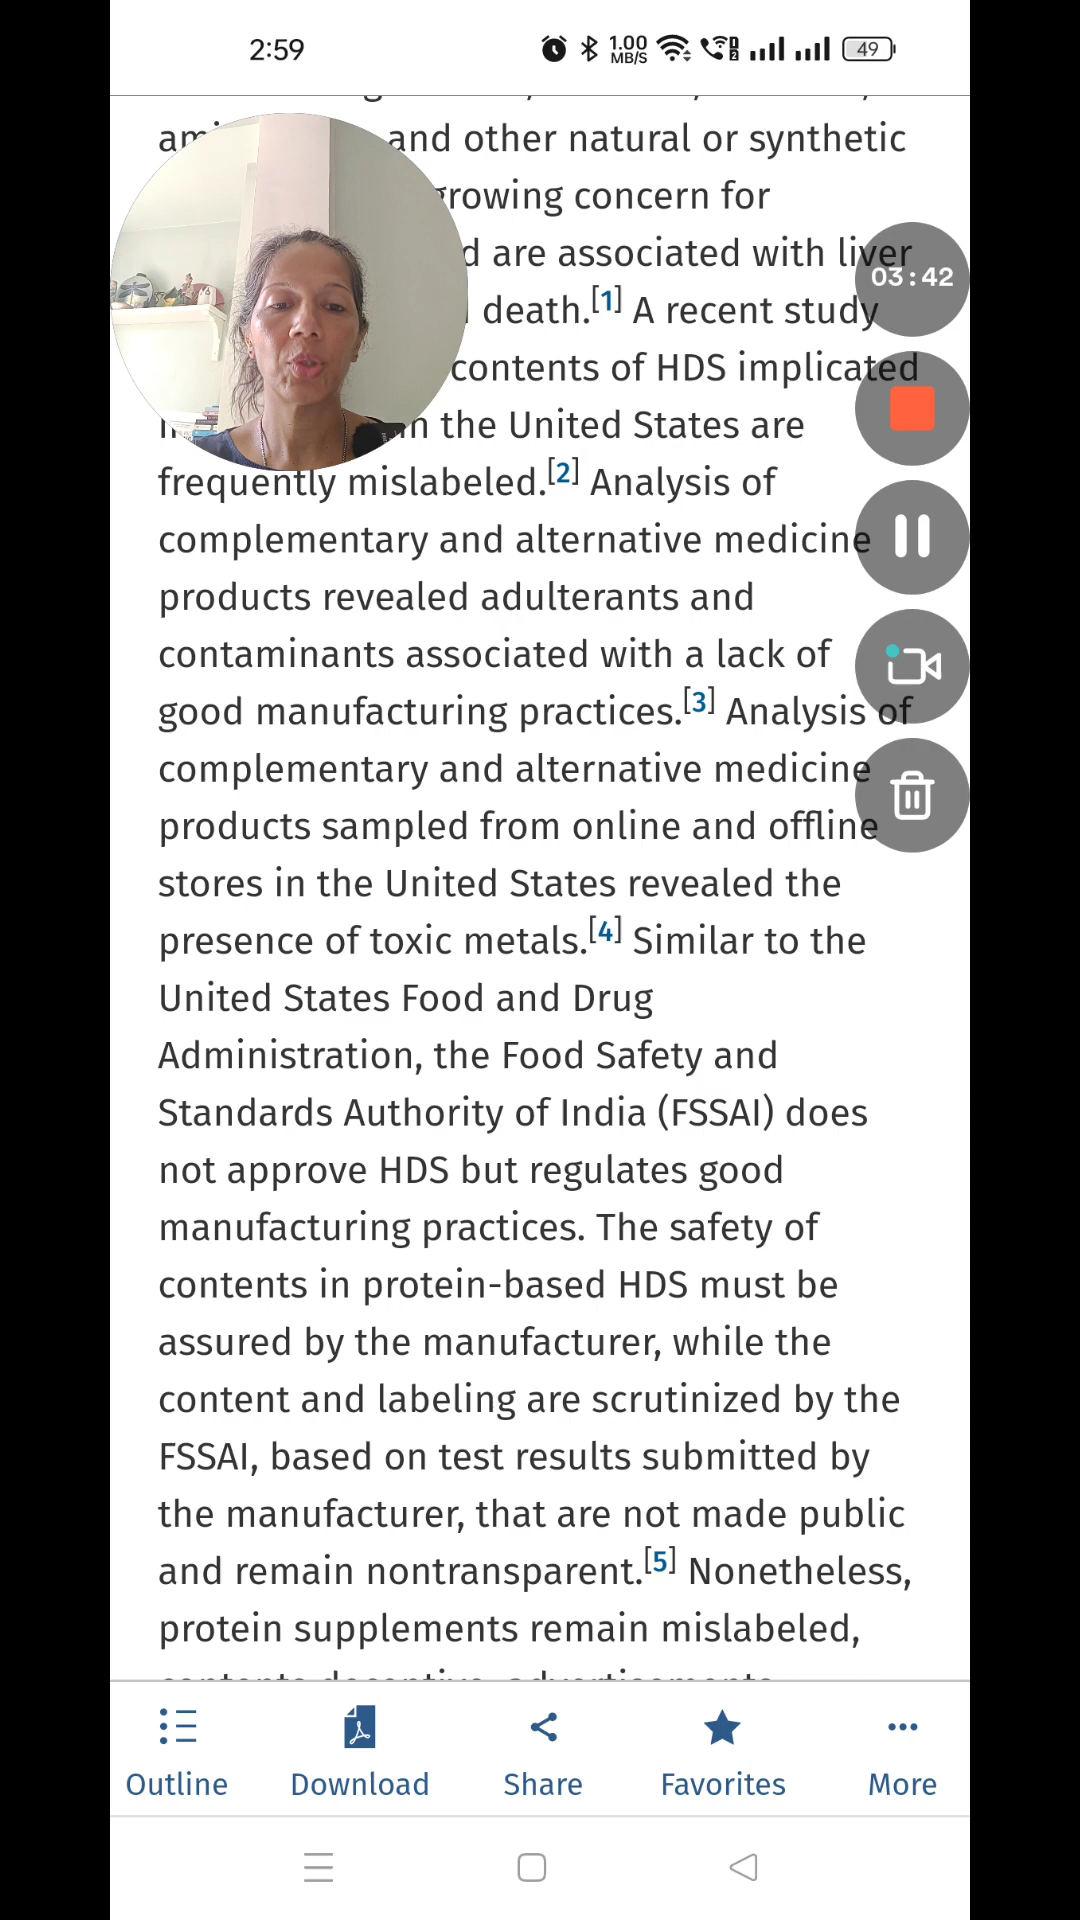 2:59
1.00
MB/S
49
and other natural or synthetic
growing concern for
are associated with liver
03:42
death.[1] A recent study
contents of HDS implicated
in the United States are
frequently mislabeled.[2] Analysis of
complementary and alternative medicine
products revealed adulterants and
contaminants associated with a lack of
good manufacturing practices.[3] Analysis of
complementary and alternative medicine
products sampled from online and offline
stores in the United States revealed the
presence of toxic metals.[4] Similar to the
United States Food and Drug
Administration, the Food Safety and
Standards Authority of India (FSSAI) does
not approve HDS but regulates good
manufacturing practices. The safety of
contents in protein-based HDS must be
assured by the manufacturer, while the
content and labeling are scrutinized by the
FSSAI, based on test results submitted by
the manufacturer, that are not made public
and remain nontransparent.[5] Nonetheless,
protein supplements remain mislabeled,
Outline Download Share Favorites More